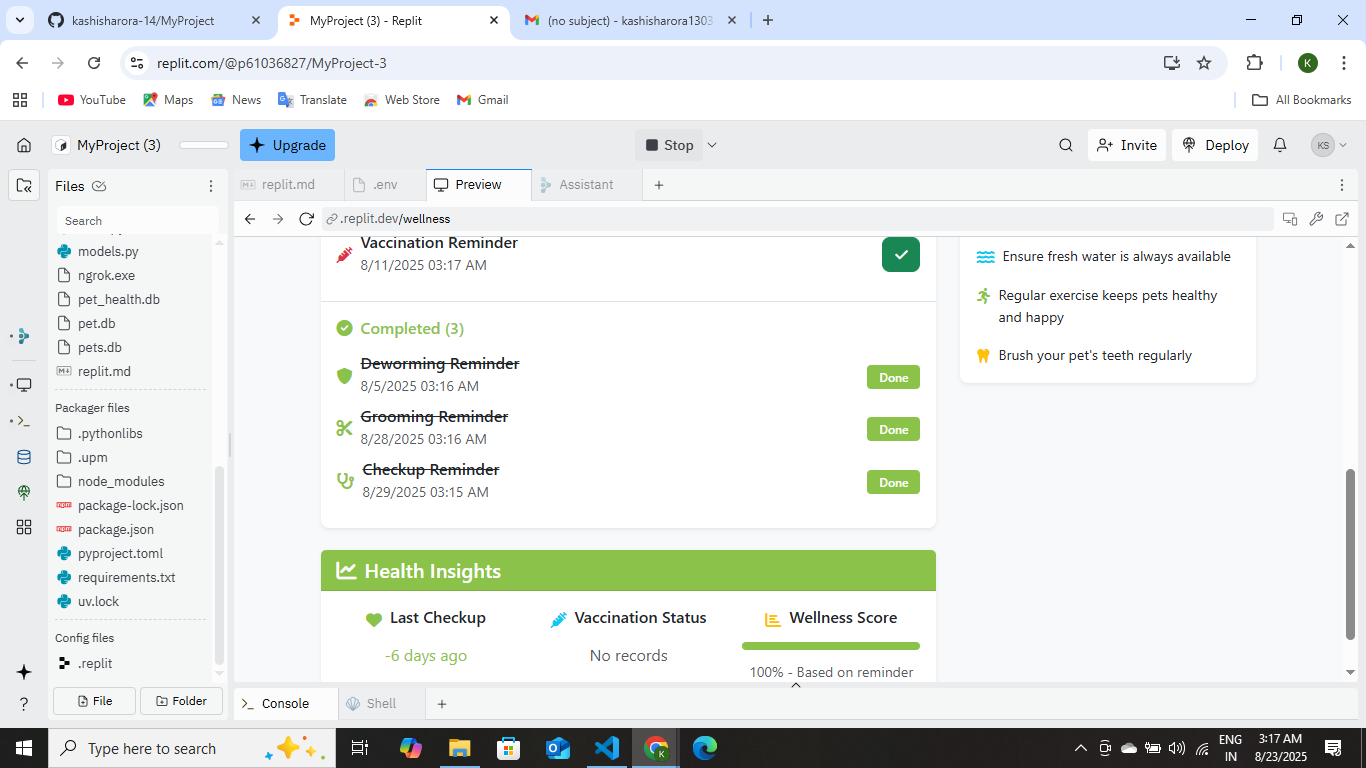 kashisharora-14/MyProject
MyProject (3) - Replit
(no subject) - kashisharora1303
replit.com/@p61036827/MyProject-3
K
YouTube
Maps
News
Translate
Web Store
Gmail
All Bookmarks
MyProject (3)
Upgrade
Stop
Invite
Deploy
KS
Files
replit.md
.env
Preview
Assistant
Search
.replit.dev/wellness
models.py
ngrok.exe
pet_health.db
pet.db
pets.db
replit.md
Packager files
.pythonlibs
.upm
node_modules
package-lock.json
package.json
pyproject.toml
requirements.txt
uv.lock
Config files
.replit
File
Folder
Vaccination Reminder
8/11/2025 03:17 AM
Completed (3)
Deworming Reminder
8/5/2025 03:16 AM
Done
Grooming Reminder
8/28/2025 03:16 AM
Done
Checkup Reminder
8/29/2025 03:15 AM
Done
Health Insights
Last Checkup
-6 days ago
Vaccination Status
No records
Wellness Score
100% - Based on reminder
Ensure fresh water is always available
Regular exercise keeps pets healthy
and happy
Brush your pet's teeth regularly
Console
Shell
Type here to search
ENG
IN
3:17 AM
8/23/2025